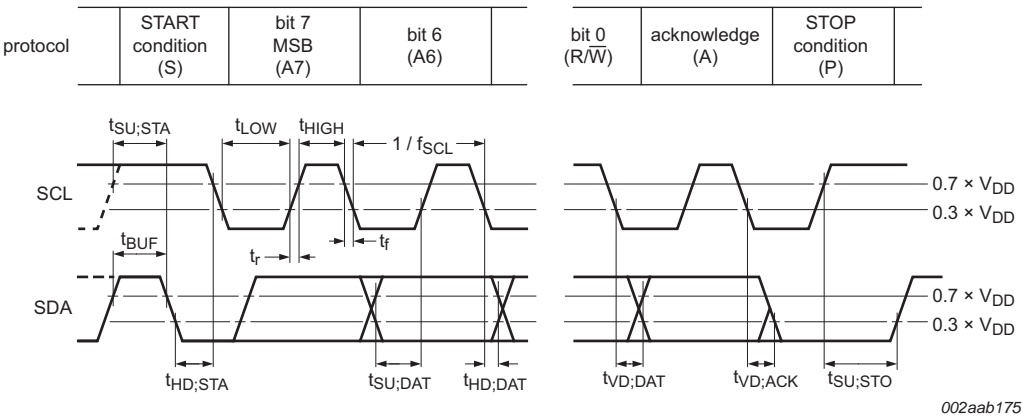 protocol
START
condition
(S)
bit 7
MSB
(A7)
bit 6
(A6)
bit 0
(R/W̅)
acknowledge
(A)
STOP
condition
(P)
tSU;STA
tLOW
tHIGH
1 / fSCL
SCL
0.7 × VDD
0.3 × VDD
tBUF
tr
tf
SDA
0.7 × VDD
0.3 × VDD
tHD;STA
tSU;DAT
tHD;DAT
tVD;DAT
tVD;ACK
tSU;STO
002aab175